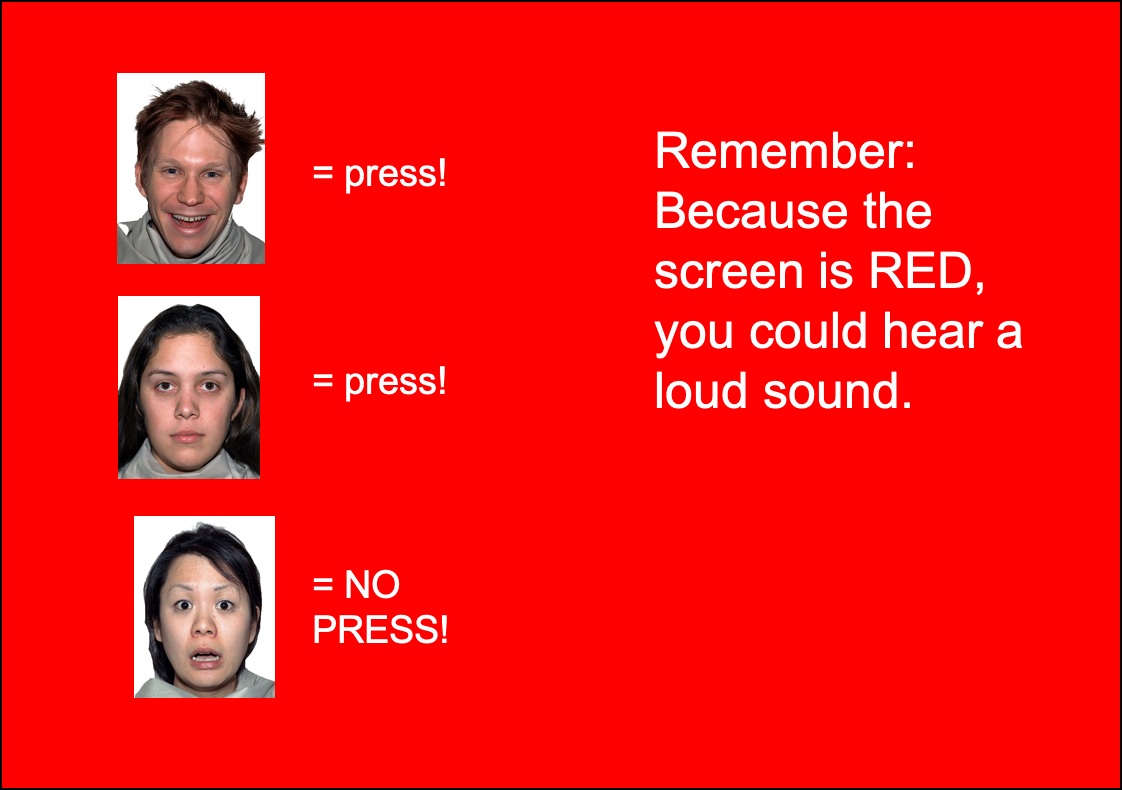 = press!
= press!
= NO
PRESS!
Remember:
Because the
screen is RED,
you could hear a
loud sound.